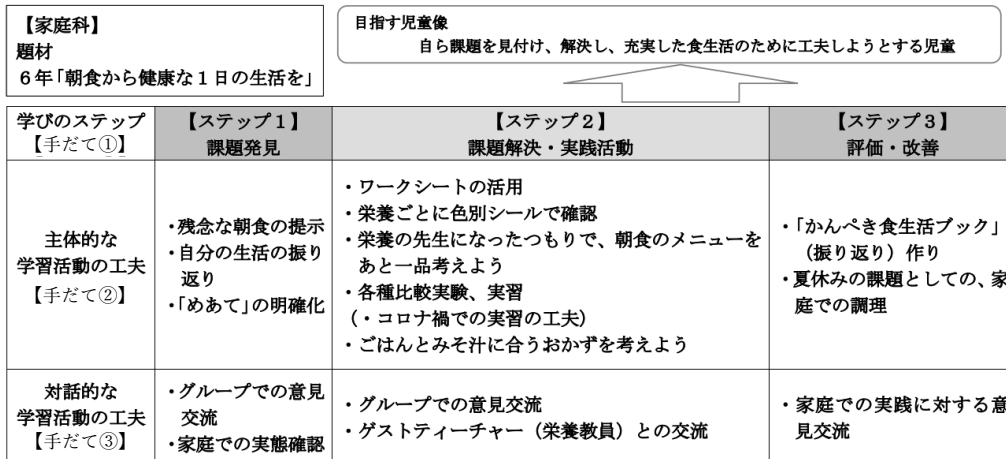 【家庭科】
題材
6年「朝食から健康な1日の生活を」
目指す児童像
自ら課題を見付け、解決し、充実した食生活のために工夫しようとする児童
学びのステップ
【手だて①】
【ステップ1】
課題発見
【ステップ2】
課題解決・実践活動
【ステップ3】
評価・改善
主体的な
学習活動の工夫
【手だて②】
・残念な朝食の提示
・自分の生活の振り
返り
・「めあて」の明確化
・ワークシートの活用
・栄養ごとに色別シールで確認
・栄養の先生になったつもりで、朝食のメニューを
あと一品考えよう
・各種比較実験、実習
(・コロナ禍での実習の工夫)
・ごはんとみそ汁に合うおかずを考えよう
・「かんぺき食生活ブック」
(振り返り)作り
・夏休みの課題としての、家
庭での調理
対話的な
学習活動の工夫
【手だて③】
・グループでの意見
交流
・家庭での実態確認
・グループでの意見交流
・ゲストティーチャー(栄養教員)との交流
・家庭での実践に対する意
見交流